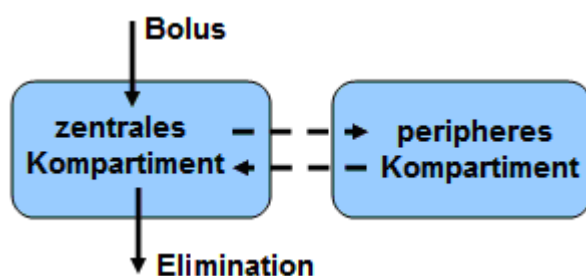 Bolus
zentrales
Kompartiment
peripheres
Kompartiment
Elimination